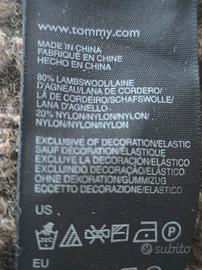 www.tommy.com
MADE IN CHINA
FABRIQUÉ EN CHINE
HECHO EN CHINA
80% LAMBSWOOL/LAINE
D'AGNEAU/LANA DE CORDERO/
LÃ DE CORDEIRO/SCHAFSWOLLE/
LANA D'AGNELLO
20% NYLON/NYLON/NYLON/
NYLON/NYLON/NYLON
EXCLUSIVE OF DECORATION/ELASTIC
SAUF DÉCORATION/ÉLASTIQUE
EXCLUYE LA DECORACIÓN/ELÁSTICO
EXCLUINDO DECORAÇÃO/ELÁSTICO
OHNE DEKORATION/GUMMIZUG
ECCETTO DECORAZIONE/ELASTICO
US
EU
subito